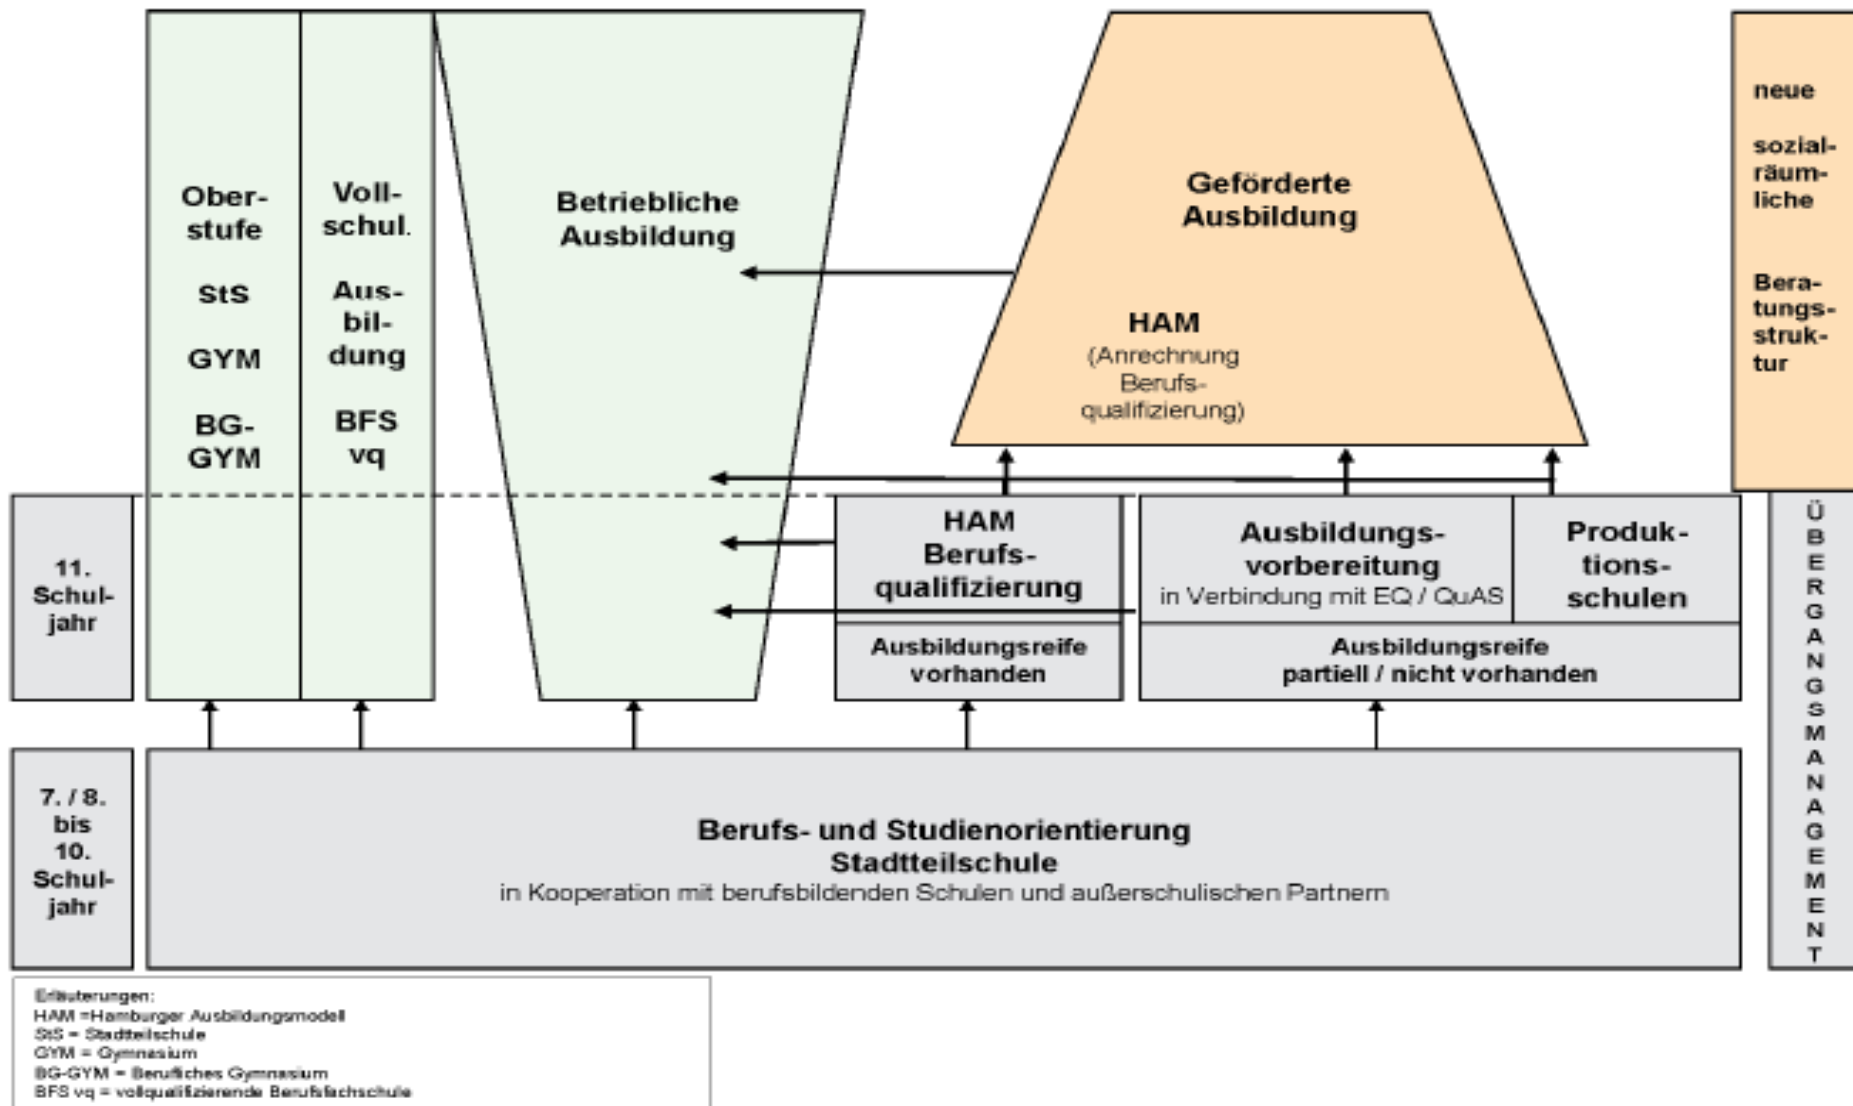 Ober-
stufe
StS
GYM
BG-
GYM
Voll-
schul.
Aus-
bil-
dung
BFS
vq
Betriebliche
Ausbildung
Geförderte
Ausbildung
HAM
(Anrechnung
Berufs-
qualifizierung)
neue
sozial-
räum-
liche
Bera-
tungs-
struk-
tur
11.
Schul-
jahr
HAM
Berufs-
qualifizierung
Ausbildungsreife
vorhanden
Ausbildungs-
vorbereitung
in Verbindung mit EQ / QuAS
Produk-
tions-
schulen
Ausbildungsreife
partiell / nicht vorhanden
7. / 8.
bis
10.
Schul-
jahr
Berufs- und Studienorientierung
Stadtteilschule
in Kooperation mit berufsbildenden Schulen und außerschulischen Partnern
Ü
B
E
R
G
A
N
G
S
M
A
N
A
G
E
M
E
N
T
Erläuterungen:
HAM =Hamburger Ausbildungsmodell
StS = Stadtteilschule
GYM = Gymnasium
BG-GYM = Berufliches Gymnasium
BFS vq = vollqualifizierende Berufsfachschule